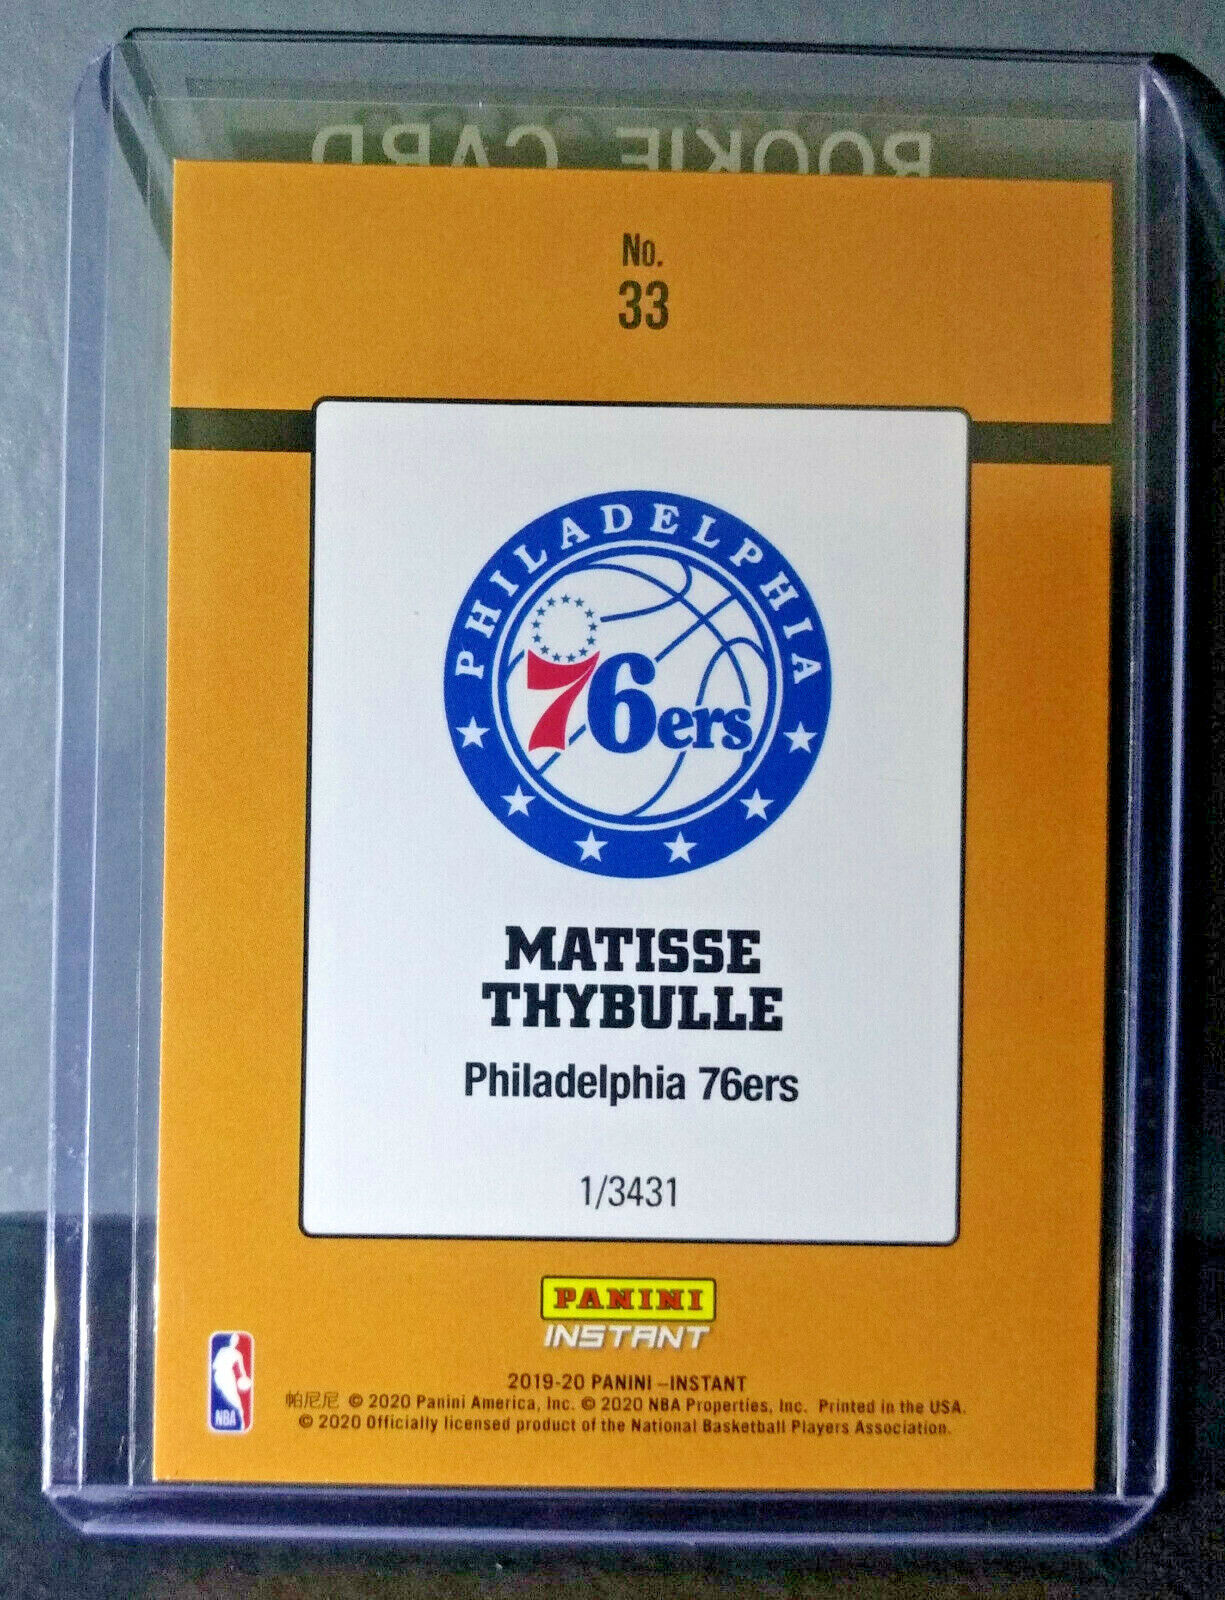 ROOKIE CARD
No.
33
PHILADELPHIA
76ers
MATISSE
THYBULLE
Philadelphia 76ers
1/3431
PANINI
INSTANT
2019-20 PANINI –INSTANT
帕尼尼 © 2020 Panini America, Inc. © 2020 NBA Properties, Inc. Printed in the USA.
© 2020 Officially licensed product of the National Basketball Players Association.
NBA